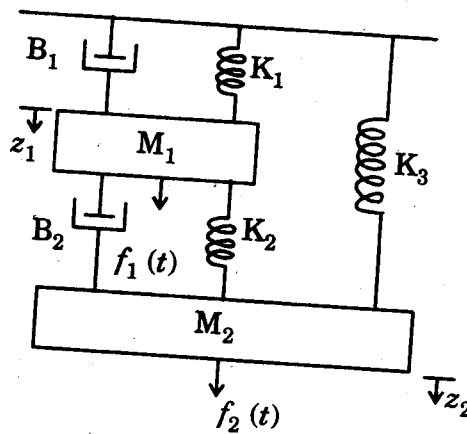 B₁
K₁
z₁
M₁
K₃
B₂
K₂
f₁ (t)
M₂
z₂
f₂ (t)